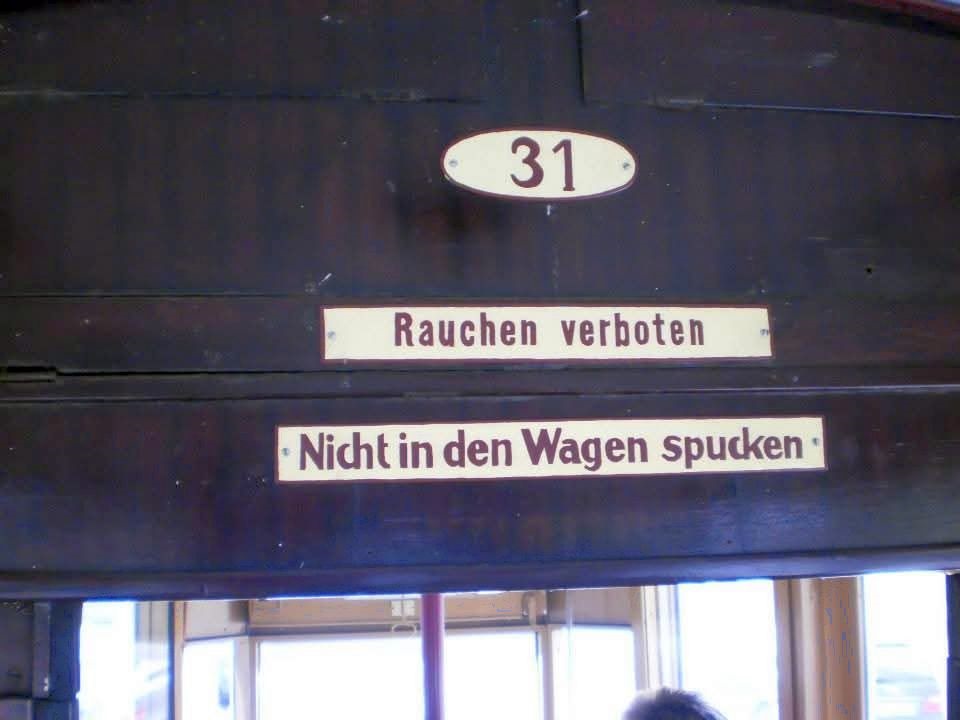 31
Rauchen verboten
Nicht in den Wagen spucken